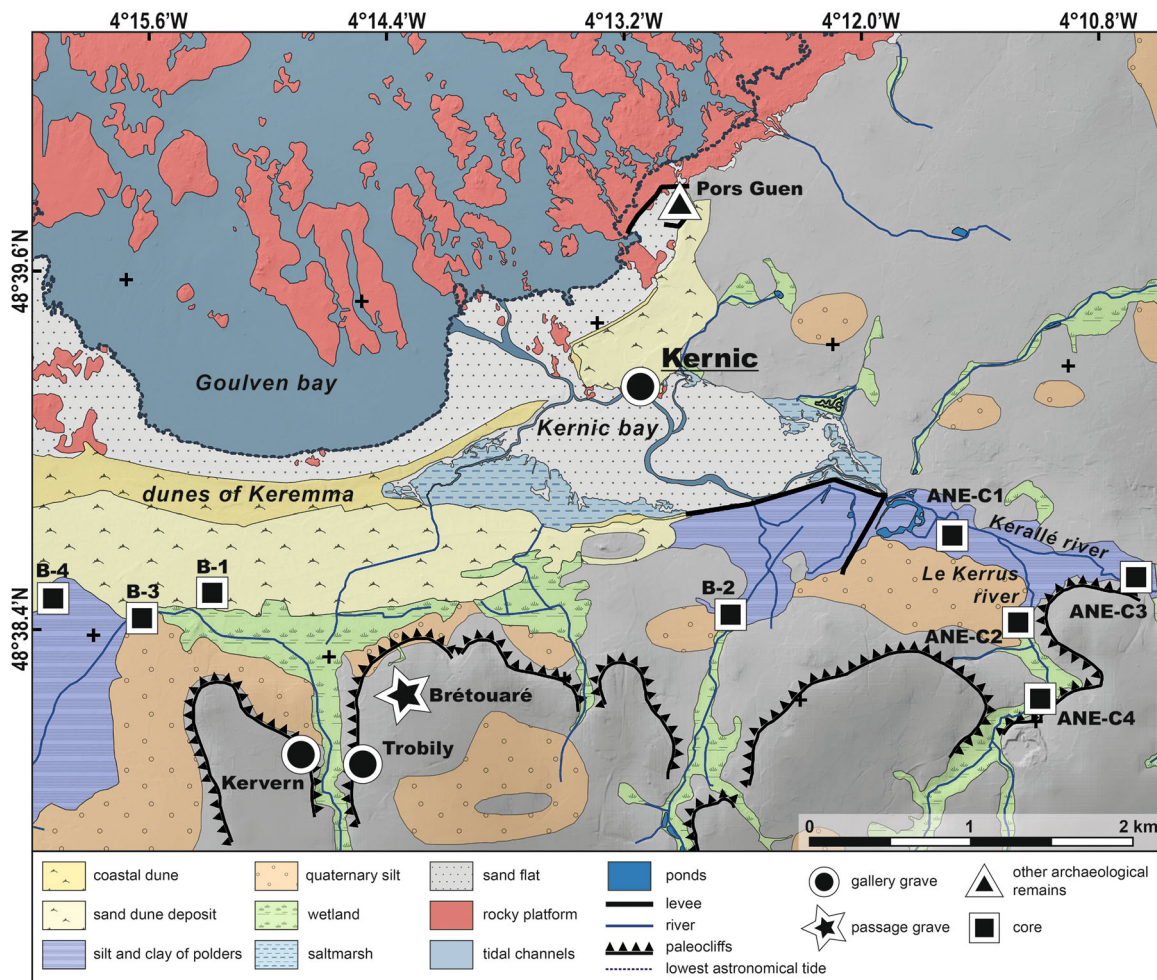 4°15.6’W 4°14.4’W 4°13.2’W 4°12.0’W 4°10.8’W
Pors Guen
48°39.6’N
Kernic
Goulven bay
Kernic bay
dunes of Keremma
ANE-C1
Kerallé river
B-4
B-3
B-1
B-2
Le Kerrus
river
ANE-C3
ANE-C2
48°38.4’N
Brétouaré
ANE-C4
Trobily
Kervern
0 1 2 km
coastal dune
quaternary silt
sand flat
ponds
gallery grave
other archaeological
remains
levee
sand dune deposit
wetland
rocky platform
river
passage grave
core
silt and clay of polders
saltmarsh
tidal channels
paleocliffs
lowest astronomical tide